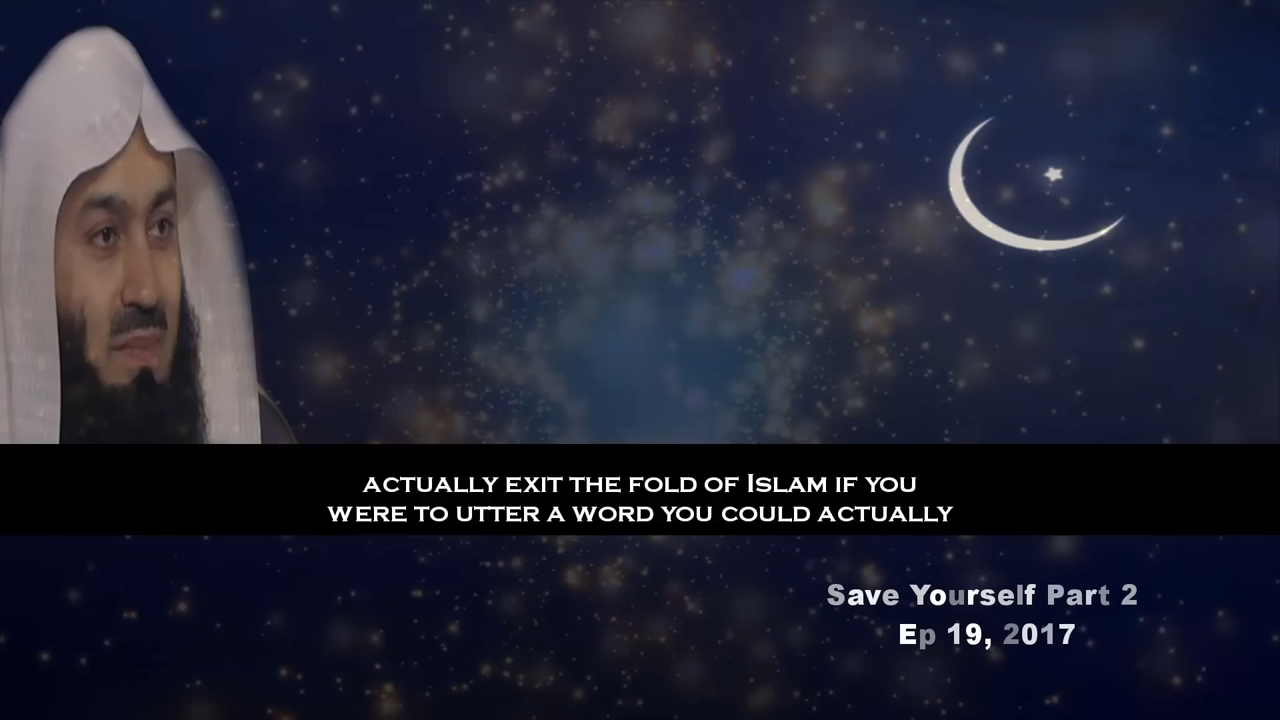 actually exit the fold of Islam if you
were to utter a word you could actually
Save Yourself Part 2
Ep 19, 2017